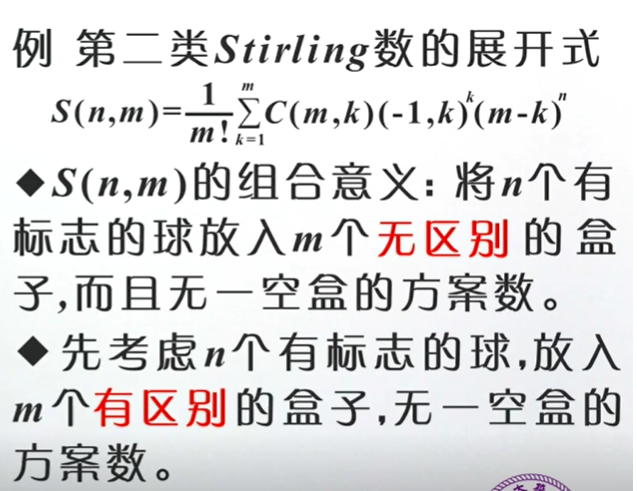 例 第二类Stirling数的展开式
S(n,m)=\frac{1}{m!}\sum_{k=1}^{m}C(m,k)(-1,k)^k(m-k)^n
◆S(n,m)的组合意义：将n个有
标志的球放入m个无区别的盒
子,而且无一空盒的方案数。
◆先考虑n个有标志的球,放入
m个有区别的盒子,无一空盒的
方案数。